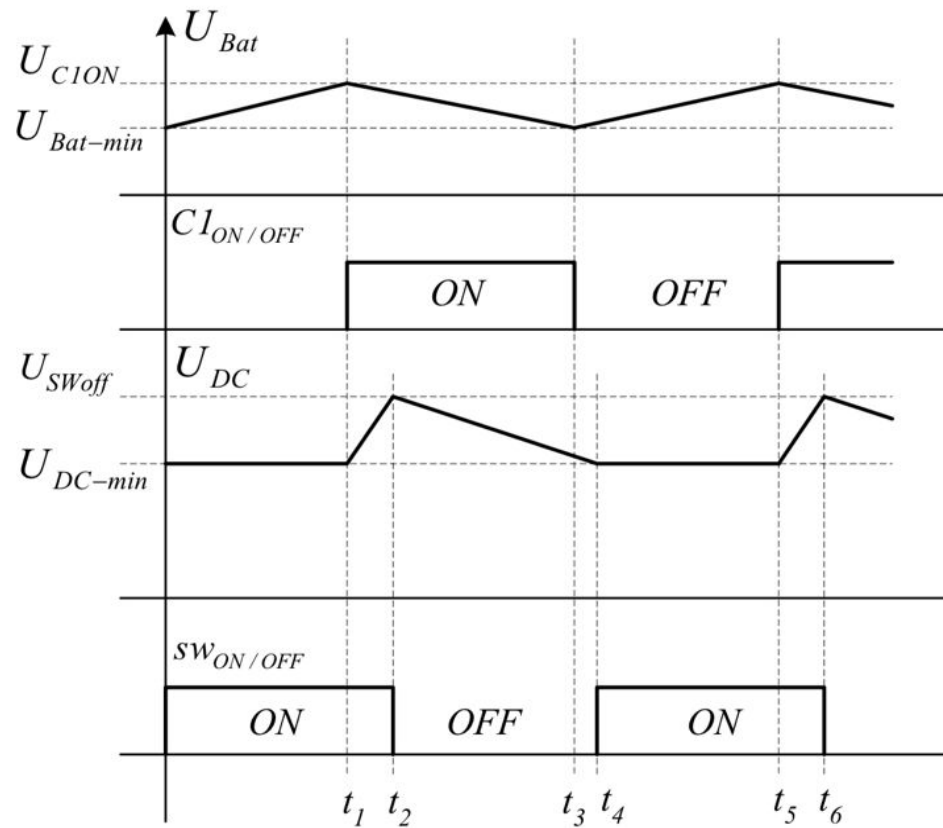 U_Bat
U_C1ON
U_Bat-min
C1_ON/OFF
ON OFF
U_SWoff U_DC
U_DC-min
sw_ON/OFF
ON OFF ON
t_1 t_2 t_3 t_4 t_5 t_6